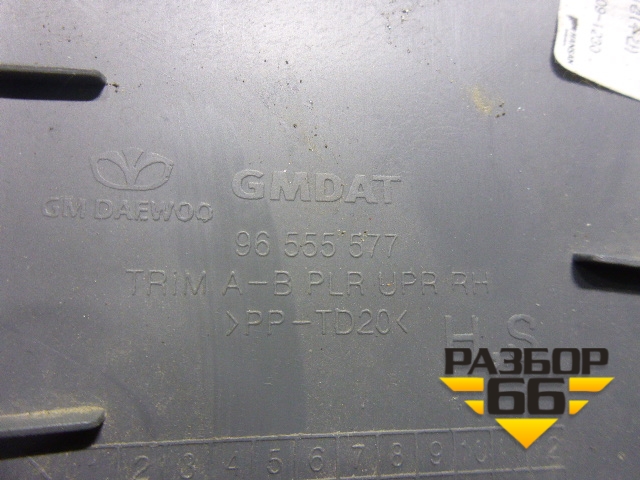 GMDAT
GM DAEWOO
96 555 577
TRIM A-B PLR UPR RH
>PP-TD20<
H.S
РАЗБОР
66
2 3 4 5 6 7 8 9 10 12